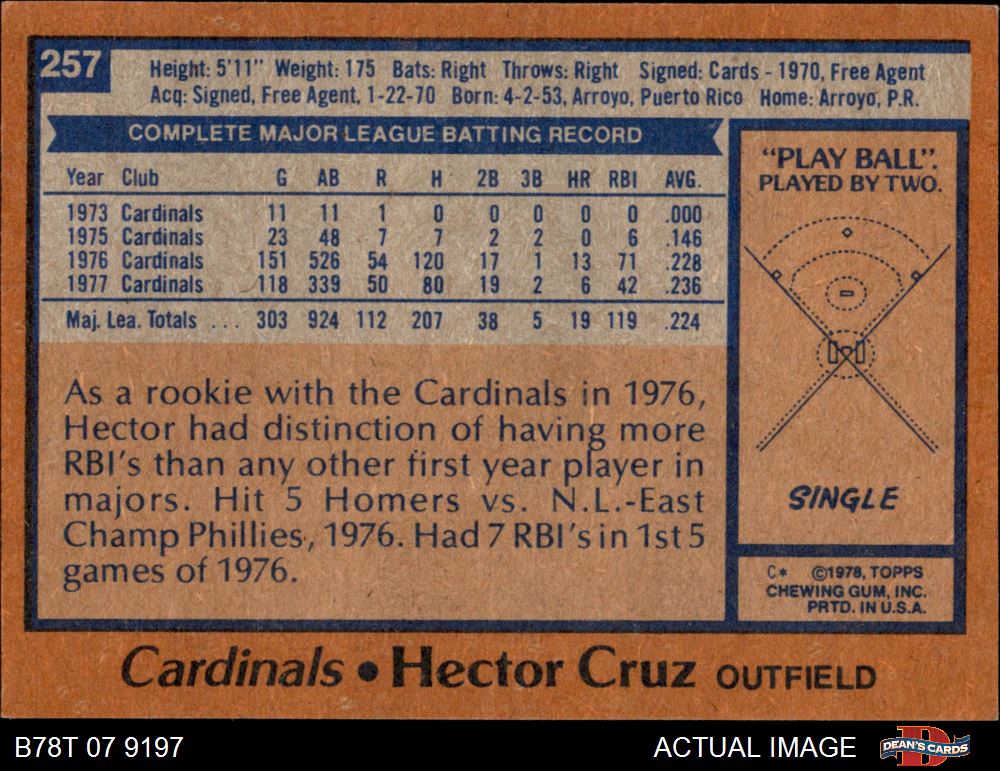 257
Height: 5'11" Weight: 175 Bats: Right Throws: Right Signed: Cards - 1970, Free Agent
Acq: Signed, Free Agent, 1-22-70 Born: 4-2-53, Arroyo, Puerto Rico Home: Arroyo, P.R.
COMPLETE MAJOR LEAGUE BATTING RECORD
Year Club G AB R H 2B 3B HR RBI AVG.
1973 Cardinals 11 11 1 0 0 0 0 0 .000
1975 Cardinals 23 48 7 7 2 2 0 6 .146
1976 Cardinals 151 526 54 120 17 1 13 71 .228
1977 Cardinals 118 339 50 80 19 2 6 42 .236
Maj. Lea. Totals ... 303 924 112 207 38 5 19 119 .224
As a rookie with the Cardinals in 1976,
Hector had distinction of having more
RBI's than any other first year player in
majors. Hit 5 Homers vs. N.L.-East
Champ Phillies, 1976. Had 7 RBI's in 1st 5
games of 1976.
"PLAY BALL".
PLAYED BY TWO.
SINGLE
C* ©1978, TOPPS
CHEWING GUM, INC.
PRTD. IN U.S.A.
Cardinals • Hector Cruz OUTFIELD
B78T 07 9197 ACTUAL IMAGE DEAN'S CARDS